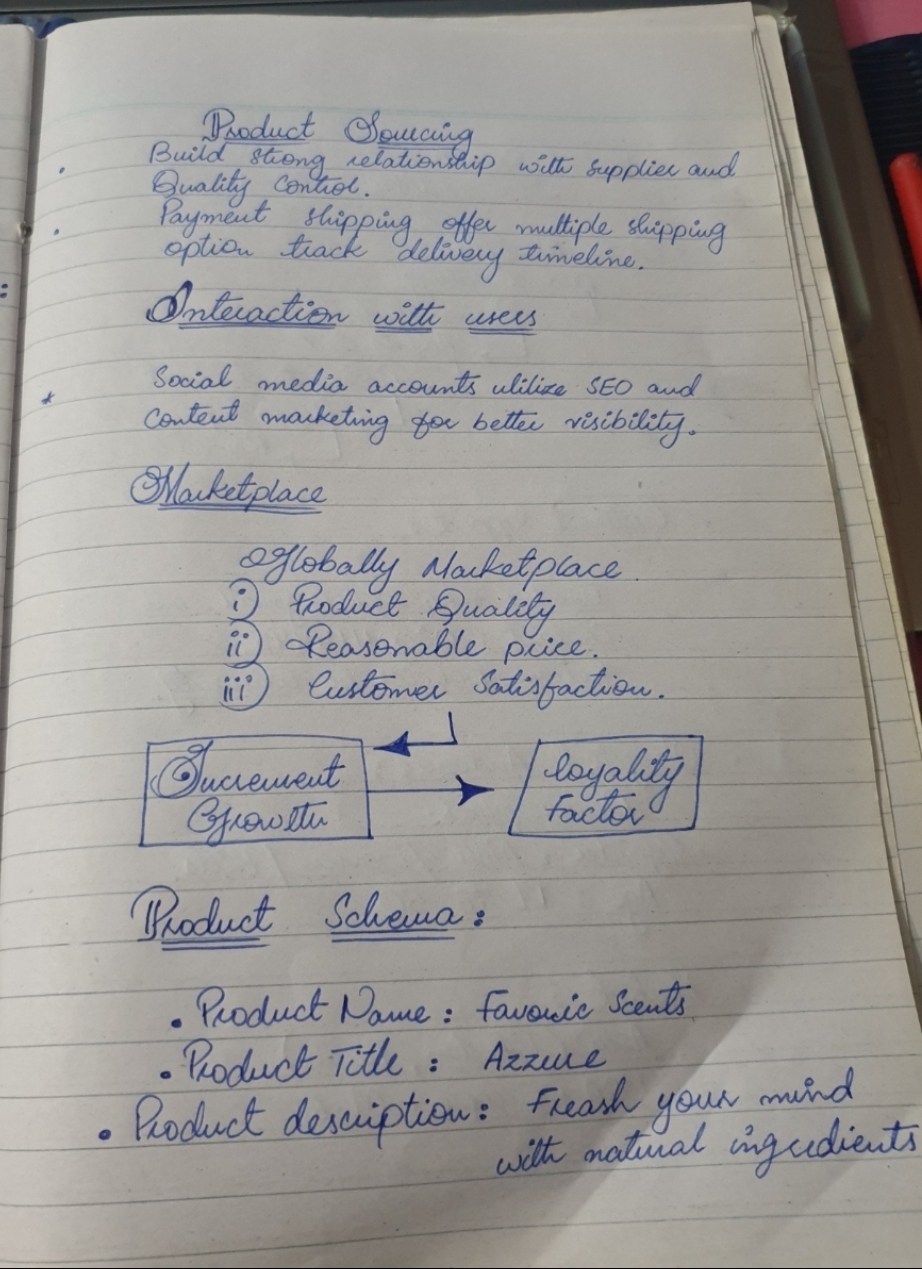 Product Sourcing
• Build strong relationship with supplier and
Quality Control.
• Payment shipping offer multiple shipping
option track delivery timeline.
:
Interaction with users
* Social media accounts utilize SEO and
Content marketing for better visibility.
Marketplace
Globally Marketplace
i) Product Quality
ii) Reasonable price.
iii) Customer Satisfaction.
Increment
Growth
loyality
factor
Product Schema:
• Product Name: Favonic Scents
• Product Title: Azzure
• Product description: Freash your mind
with natural ingredients